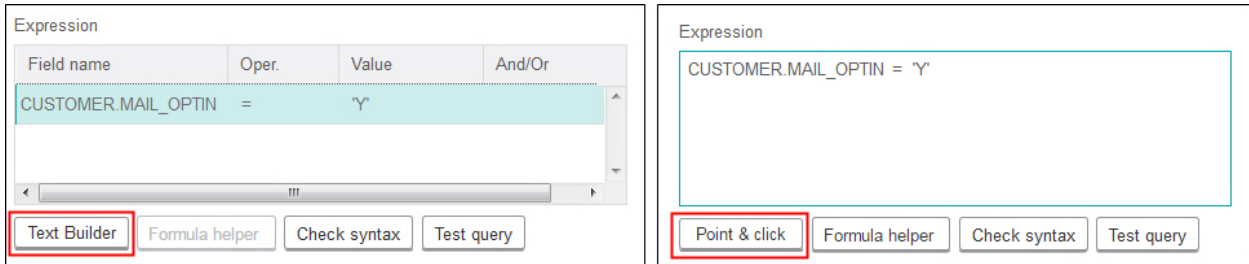 Expression
Field name Oper. Value And/Or
CUSTOMER.MAIL_OPTIN = 'Y'
Text Builder Formula helper Check syntax Test query
Expression
CUSTOMER.MAIL_OPTIN = 'Y'
Point & click Formula helper Check syntax Test query